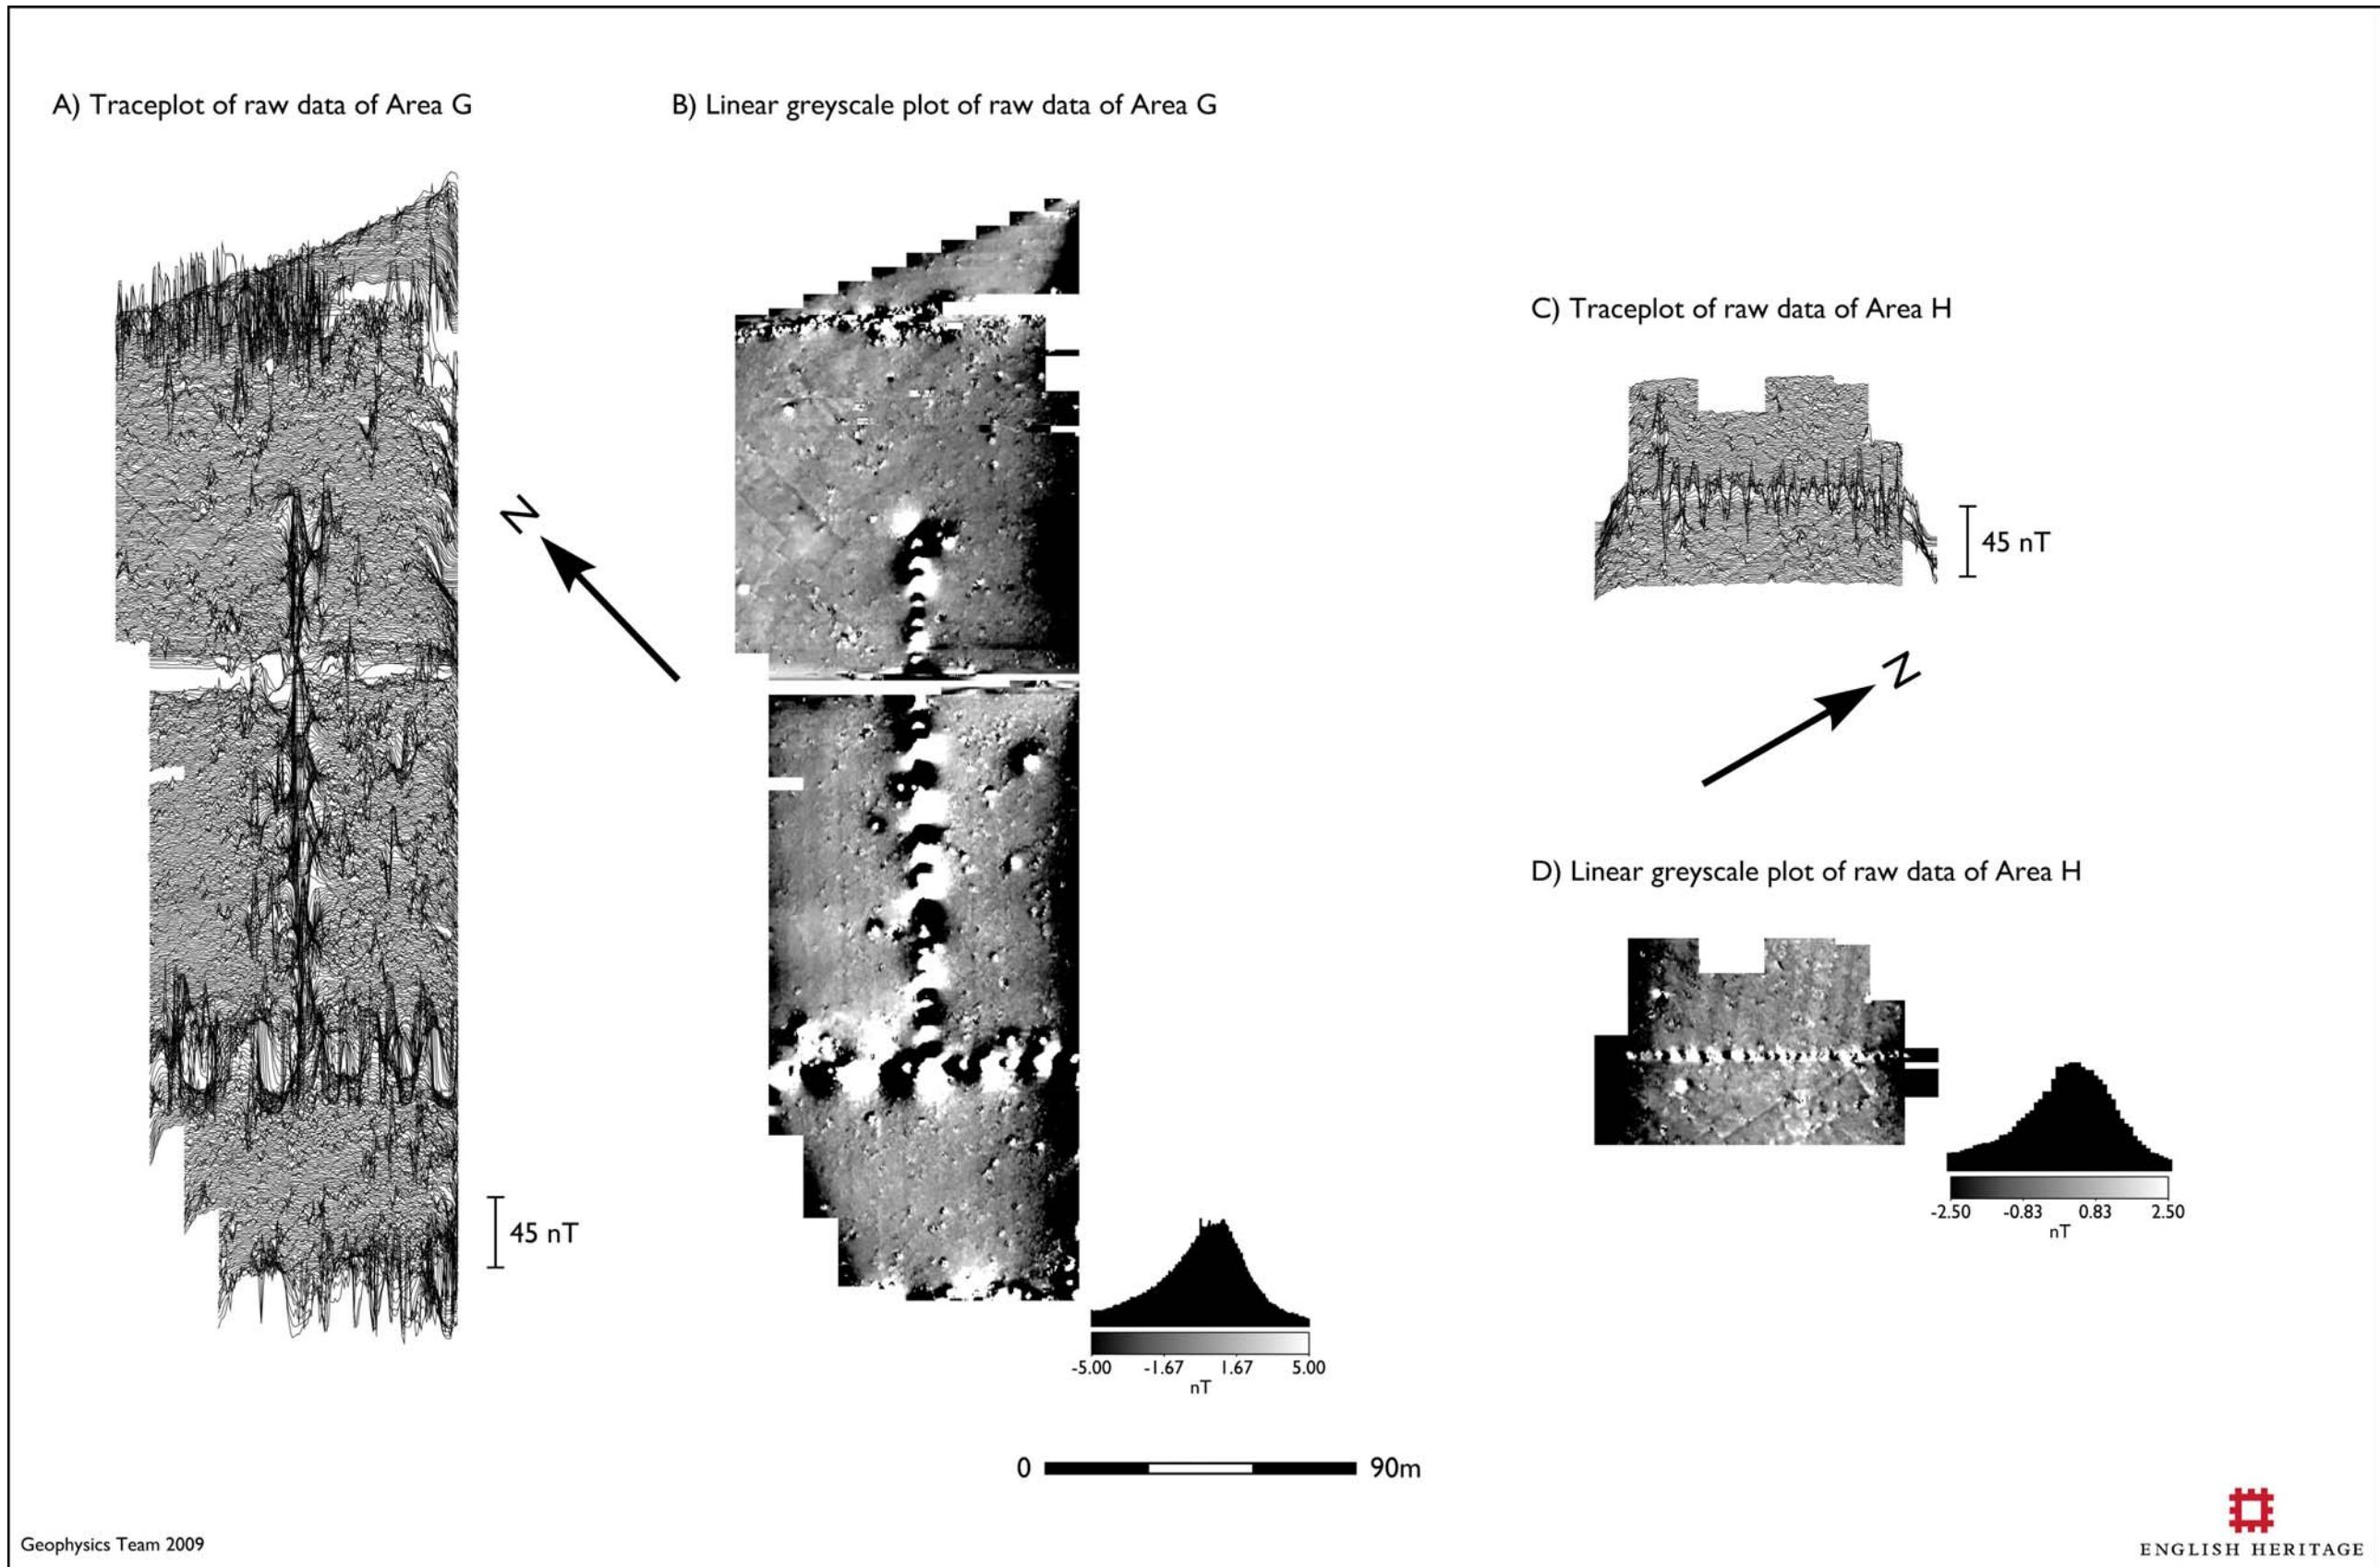 A) Traceplot of raw data of Area G
B) Linear greyscale plot of raw data of Area G
C) Traceplot of raw data of Area H
N
45 nT
N
D) Linear greyscale plot of raw data of Area H
45 nT
-2.50 -0.83 0.83 2.50
nT
-5.00 -1.67 1.67 5.00
nT
0 90m
Geophysics Team 2009
ENGLISH HERITAGE